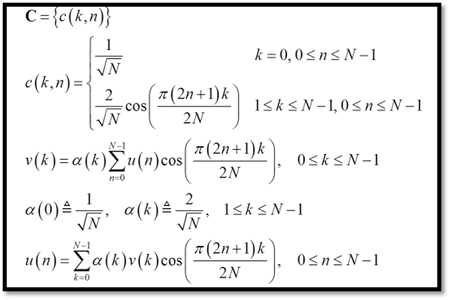 C = {c(k,n)}
c(k,n) = { 1/√N    k = 0, 0 ≤ n ≤ N−1
2/√N cos(π(2n+1)k/2N)    1 ≤ k ≤ N−1, 0 ≤ n ≤ N−1
v(k) = α(k) ∑_{n=0}^{N−1} u(n) cos(π(2n+1)k/2N),    0 ≤ k ≤ N−1
α(0) ≜ 1/√N,    α(k) ≜ 2/√N,    1 ≤ k ≤ N−1
u(n) = ∑_{k=0}^{N−1} α(k) v(k) cos(π(2n+1)k/2N),    0 ≤ n ≤ N−1